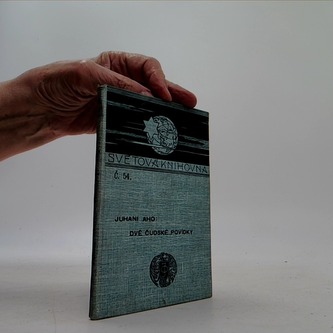 SVĚTOVÁ KNIHOVNA
Č. 54.
JUHANI AHO:
DVĚ ČUDSKÉ POVÍDKY